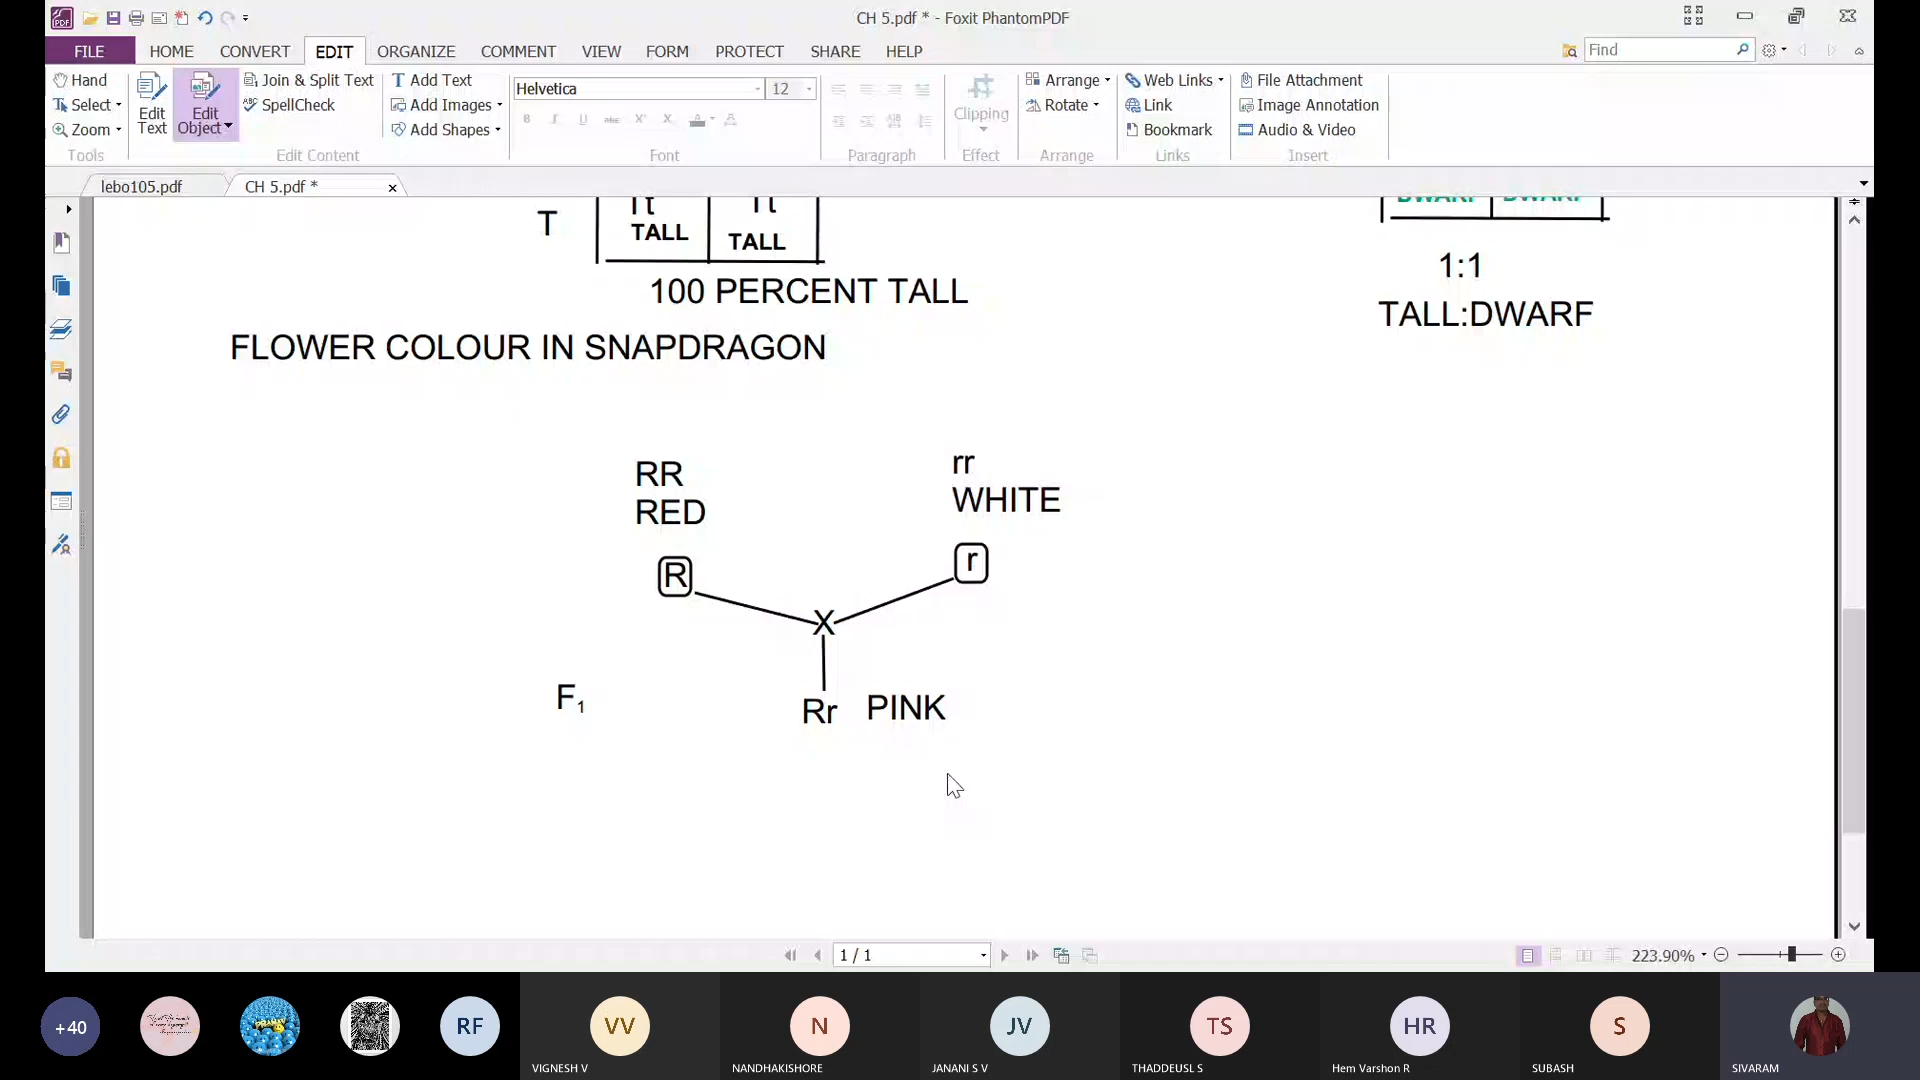 CH 5.pdf * - Foxit PhantomPDF
FILE HOME CONVERT EDIT ORGANIZE COMMENT VIEW FORM PROTECT SHARE HELP
Find
Hand
Select
Zoom
Tools
Edit Text
Edit Object
Join & Split Text
SpellCheck
Edit Content
Add Text
Add Images
Add Shapes
Helvetica 12
Font
Paragraph
Clipping
Effect
Arrange
Rotate
Arrange
Web Links
Link
Bookmark
Links
File Attachment
Image Annotation
Audio & Video
Insert
lebo105.pdf
CH 5.pdf *
T
TALL TALL
DWARF DWARF
100 PERCENT TALL
1:1
TALL:DWARF
FLOWER COLOUR IN SNAPDRAGON
RR
RED
rr
WHITE
R
r
X
F1
Rr PINK
1 / 1
223.90%
+40
RF
VV
N
JV
TS
HR
S
VIGNESH V
NANDHAKISHORE
JANANI S V
THADDEUSL S
Hem Varshon R
SUBASH
SIVARAM